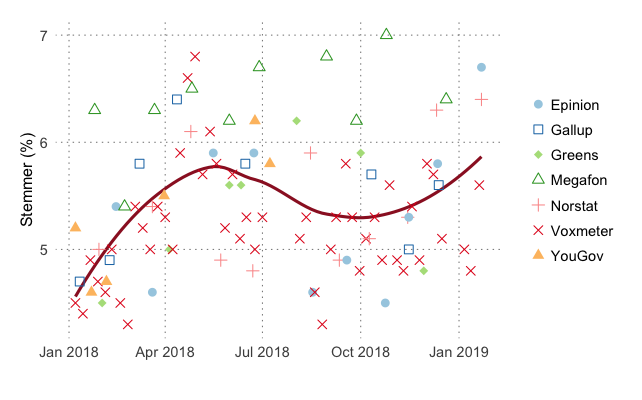 7
6
5
Stemmer (%)
Jan 2018
Apr 2018
Jul 2018
Oct 2018
Jan 2019
Epinion
Gallup
Greens
Megafon
Norstat
Voxmeter
YouGov